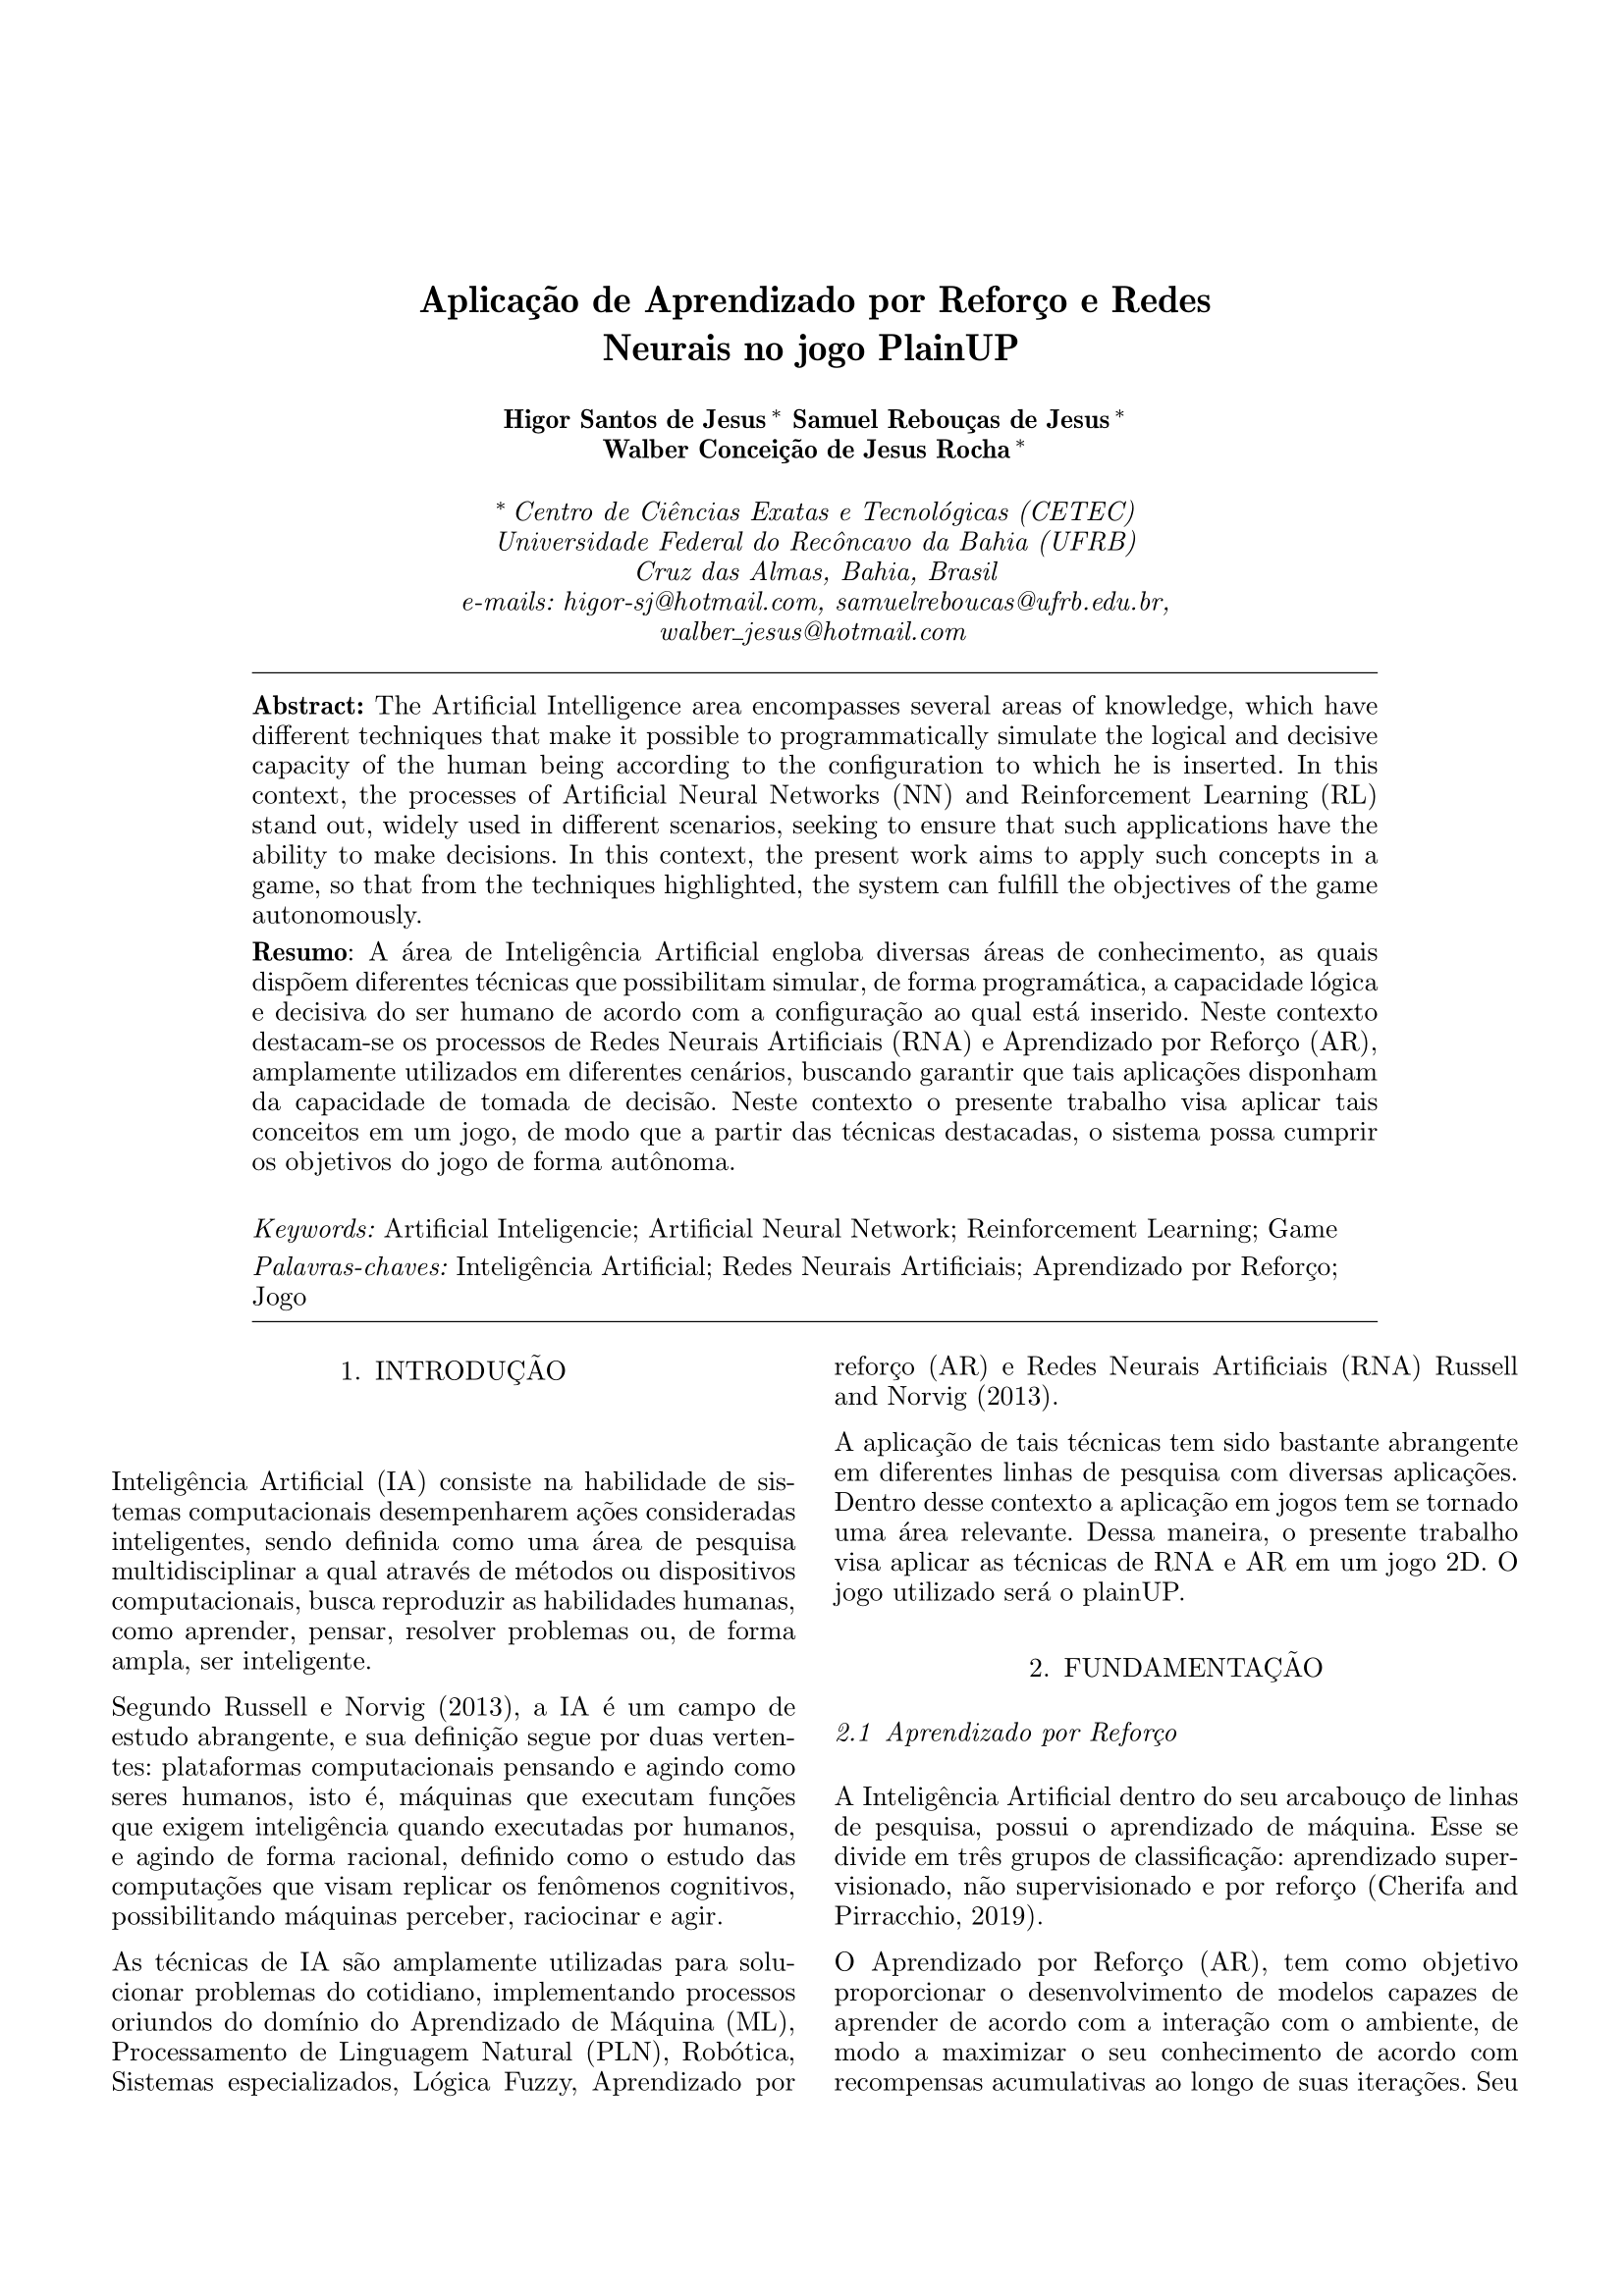 Aplicação de Aprendizado por Reforço e Redes
Neurais no jogo PlainUP
Higor Santos de Jesus * Samuel Rebouças de Jesus *
Walber Conceição de Jesus Rocha *
* Centro de Ciências Exatas e Tecnológicas (CETEC)
Universidade Federal do Recôncavo da Bahia (UFRB)
Cruz das Almas, Bahia, Brasil
e-mails: higor-sj@hotmail.com, samuelreboucas@ufrb.edu.br,
walber_jesus@hotmail.com
Abstract: The Artificial Intelligence area encompasses several areas of knowledge, which have
different techniques that make it possible to programmatically simulate the logical and decisive
capacity of the human being according to the configuration to which he is inserted. In this
context, the processes of Artificial Neural Networks (NN) and Reinforcement Learning (RL)
stand out, widely used in different scenarios, seeking to ensure that such applications have the
ability to make decisions. In this context, the present work aims to apply such concepts in a
game, so that from the techniques highlighted, the system can fulfill the objectives of the game
autonomously.
Resumo: A área de Inteligência Artificial engloba diversas áreas de conhecimento, as quais
dispõem diferentes técnicas que possibilitam simular, de forma programática, a capacidade lógica
e decisiva do ser humano de acordo com a configuração ao qual está inserido. Neste contexto
destacam-se os processos de Redes Neurais Artificiais (RNA) e Aprendizado por Reforço (AR),
amplamente utilizados em diferentes cenários, buscando garantir que tais aplicações disponham
da capacidade de tomada de decisão. Neste contexto o presente trabalho visa aplicar tais
conceitos em um jogo, de modo que a partir das técnicas destacadas, o sistema possa cumprir
os objetivos do jogo de forma autônoma.
Keywords: Artificial Inteligencie; Artificial Neural Network; Reinforcement Learning; Game
Palavras-chaves: Inteligência Artificial; Redes Neurais Artificiais; Aprendizado por Reforço;
Jogo
1. INTRODUÇÃO
Inteligência Artificial (IA) consiste na habilidade de sis-
temas computacionais desempenharem ações consideradas
inteligentes, sendo definida como uma área de pesquisa
multidisciplinar a qual através de métodos ou dispositivos
computacionais, busca reproduzir as habilidades humanas,
como aprender, pensar, resolver problemas ou, de forma
ampla, ser inteligente.
Segundo Russell e Norvig (2013), a IA é um campo de
estudo abrangente, e sua definição segue por duas verten-
tes: plataformas computacionais pensando e agindo como
seres humanos, isto é, máquinas que executam funções
que exigem inteligência quando executadas por humanos,
e agindo de forma racional, definido como o estudo das
computações que visam replicar os fenômenos cognitivos,
possibilitando máquinas perceber, raciocinar e agir.
As técnicas de IA são amplamente utilizadas para solu-
cionar problemas do cotidiano, implementando processos
oriundos do domínio do Aprendizado de Máquina (ML),
Processamento de Linguagem Natural (PLN), Robótica,
Sistemas especializados, Lógica Fuzzy, Aprendizado por
reforço (AR) e Redes Neurais Artificiais (RNA) Russell
and Norvig (2013).
A aplicação de tais técnicas tem sido bastante abrangente
em diferentes linhas de pesquisa com diversas aplicações.
Dentro desse contexto a aplicação em jogos tem se tornado
uma área relevante. Dessa maneira, o presente trabalho
visa aplicar as técnicas de RNA e AR em um jogo 2D. O
jogo utilizado será o plainUP.
2. FUNDAMENTAÇÃO
2.1 Aprendizado por Reforço
A Inteligência Artificial dentro do seu arcabouço de linhas
de pesquisa, possui o aprendizado de máquina. Esse se
divide em três grupos de classificação: aprendizado super-
visionado, não supervisionado e por reforço (Cherifa and
Pirracchio, 2019).
O Aprendizado por Reforço (AR), tem como objetivo
proporcionar o desenvolvimento de modelos capazes de
aprender de acordo com a interação com o ambiente, de
modo a maximizar o seu conhecimento de acordo com
recompensas acumulativas ao longo de suas iterações. Seu